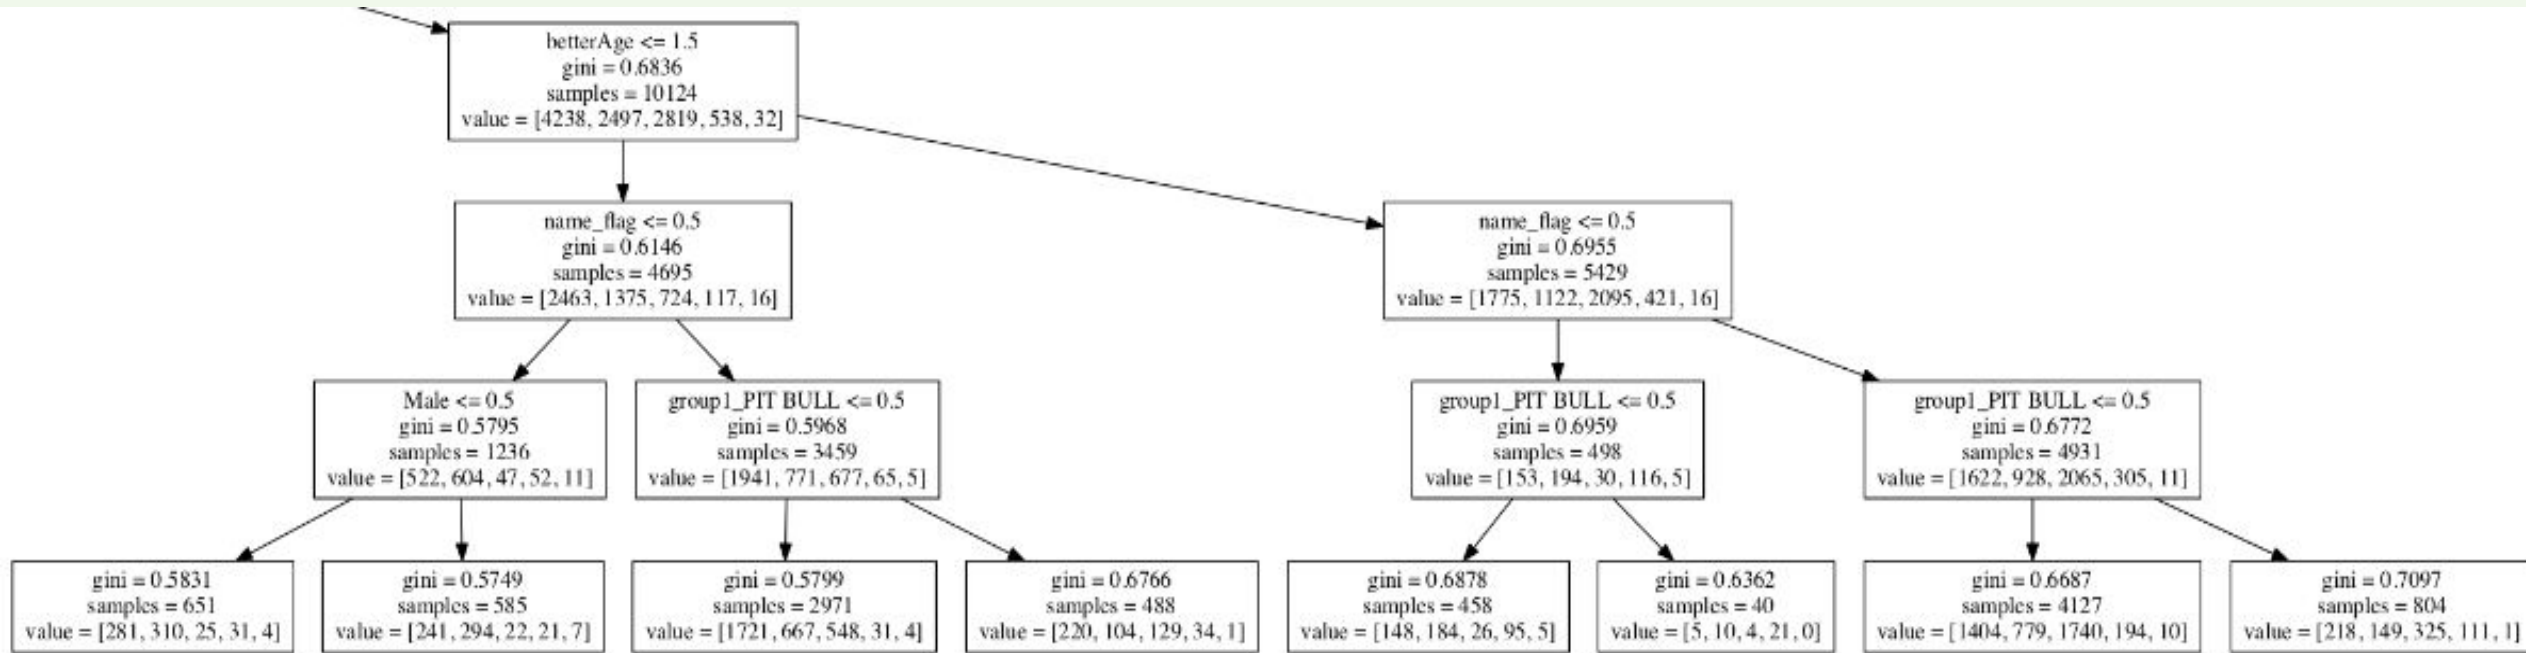 betterAge <= 1.5
gini = 0.6836
samples = 10124
value = [4238, 2497, 2819, 538, 32]
name_flag <= 0.5
gini = 0.6146
samples = 4695
value = [2463, 1375, 724, 117, 16]
name_flag <= 0.5
gini = 0.6955
samples = 5429
value = [1775, 1122, 2095, 421, 16]
Male <= 0.5
gini = 0.5795
samples = 1236
value = [522, 604, 47, 52, 11]
group1_PIT BULL <= 0.5
gini = 0.5968
samples = 3459
value = [1941, 771, 677, 65, 5]
group1_PIT BULL <= 0.5
gini = 0.6959
samples = 498
value = [153, 194, 30, 116, 5]
group1_PIT BULL <= 0.5
gini = 0.6772
samples = 4931
value = [1622, 928, 2065, 305, 11]
gini = 0.5831
samples = 651
value = [281, 310, 25, 31, 4]
gini = 0.5749
samples = 585
value = [241, 294, 22, 21, 7]
gini = 0.5799
samples = 2971
value = [1721, 667, 548, 31, 4]
gini = 0.6766
samples = 488
value = [220, 104, 129, 34, 1]
gini = 0.6878
samples = 458
value = [148, 184, 26, 95, 5]
gini = 0.6362
samples = 40
value = [5, 10, 4, 21, 0]
gini = 0.6687
samples = 4127
value = [1404, 779, 1740, 194, 10]
gini = 0.7097
samples = 804
value = [218, 149, 325, 111, 1]